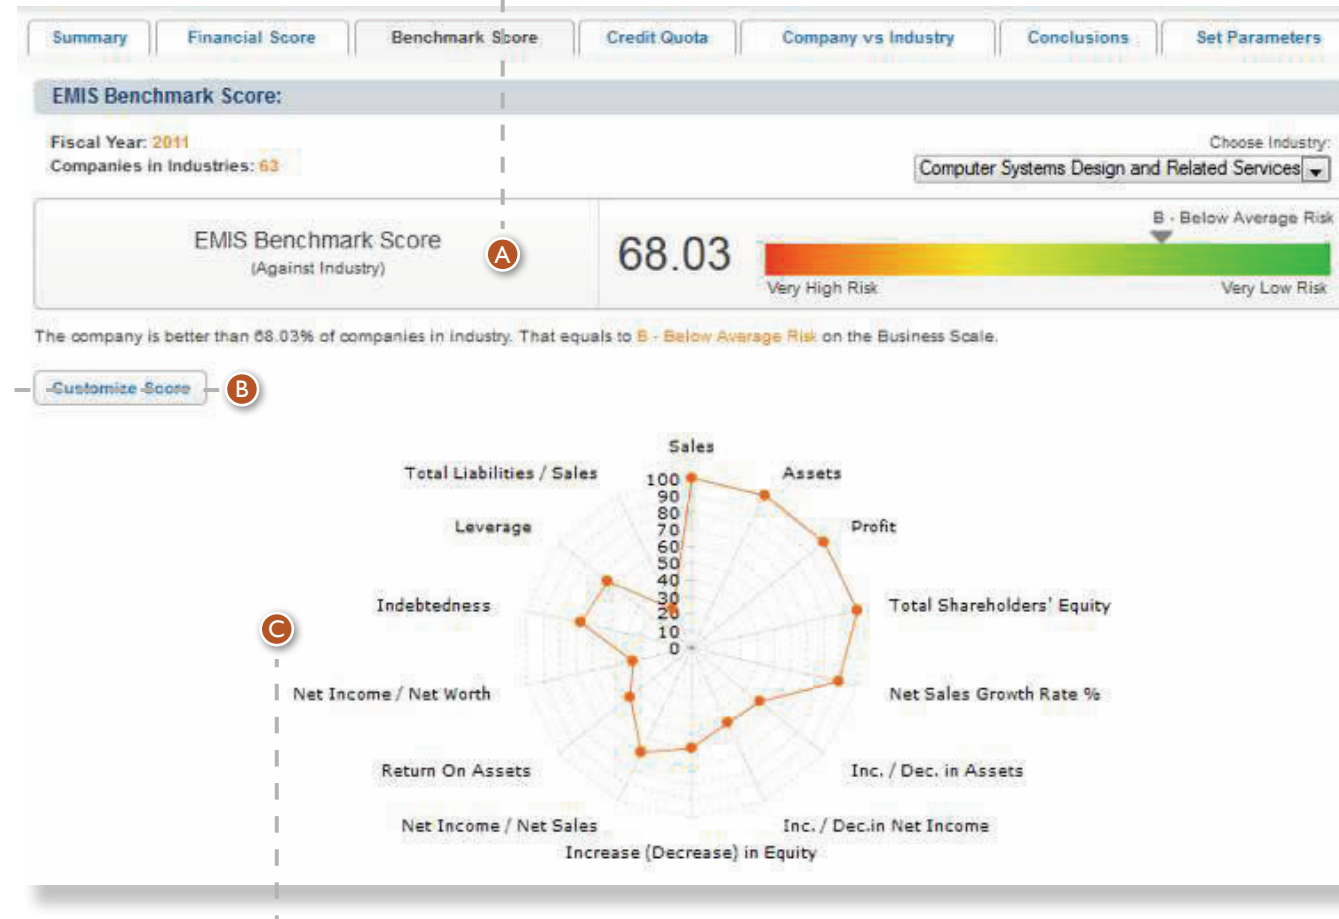 Summary Financial Score Benchmark Score Credit Quota Company vs Industry Conclusions Set Parameters
EMIS Benchmark Score:
Fiscal Year: 2011
Choose Industry:
Companies in Industries: 63
Computer Systems Design and Related Services
B - Below Average Risk
EMIS Benchmark Score
A
68.03
(Against Industry)
Very High Risk Very Low Risk
The company is better than 68.03% of companies in industry. That equals to B - Below Average Risk on the Business Scale.
Customize Score B
Sales
Total Liabilities / Sales
Assets
100
90
80
70
60
50
40
30
20
10
0
Leverage
Profit
Indebtedness
Total Shareholders' Equity
C
Net Income / Net Worth
Net Sales Growth Rate %
Return On Assets
Inc. / Dec. in Assets
Net Income / Net Sales
Inc. / Dec.in Net Income
Increase (Decrease) in Equity